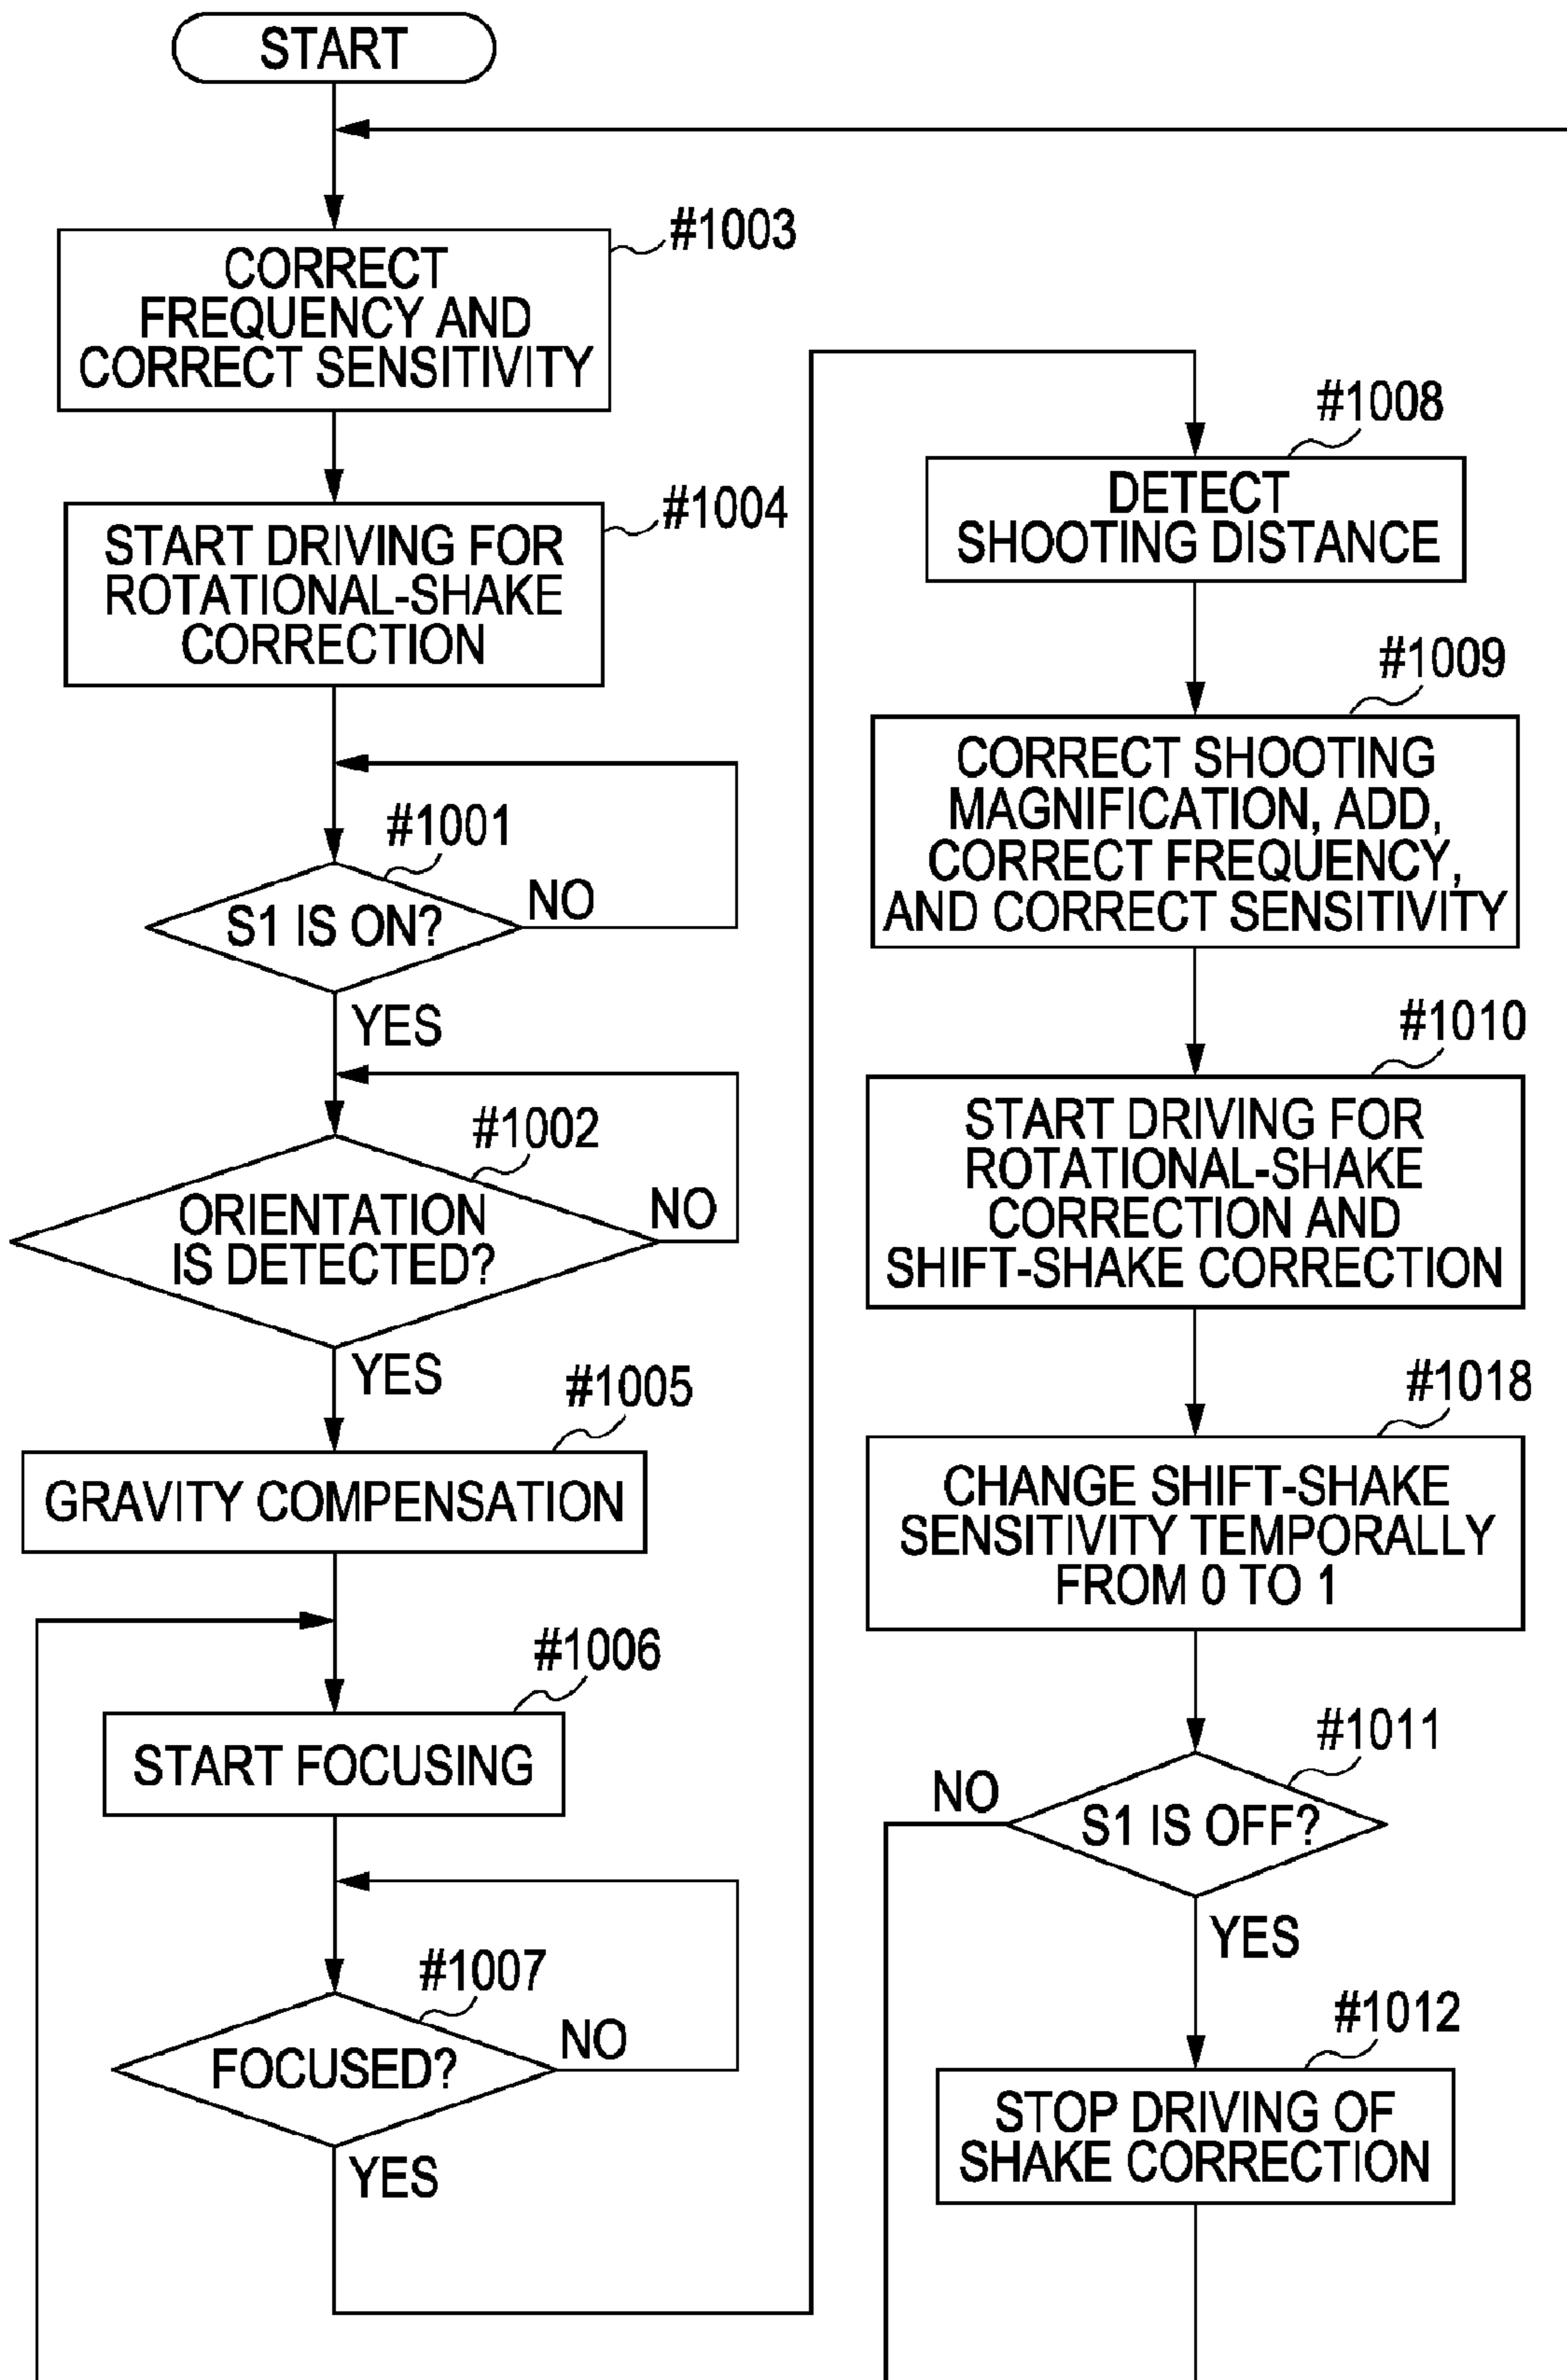 START
#1003
CORRECT
FREQUENCY AND
CORRECT SENSITIVITY
#1004
START DRIVING FOR
ROTATIONAL-SHAKE
CORRECTION
#1001
S1 IS ON?
NO
YES
#1002
ORIENTATION
IS DETECTED?
NO
YES
#1005
GRAVITY COMPENSATION
#1006
START FOCUSING
#1007
FOCUSED?
NO
YES
#1008
DETECT
SHOOTING DISTANCE
#1009
CORRECT SHOOTING
MAGNIFICATION, ADD,
CORRECT FREQUENCY,
AND CORRECT SENSITIVITY
#1010
START DRIVING FOR
ROTATIONAL-SHAKE
CORRECTION AND
SHIFT-SHAKE CORRECTION
#1018
CHANGE SHIFT-SHAKE
SENSITIVITY TEMPORALLY
FROM 0 TO 1
#1011
S1 IS OFF?
NO
YES
#1012
STOP DRIVING OF
SHAKE CORRECTION